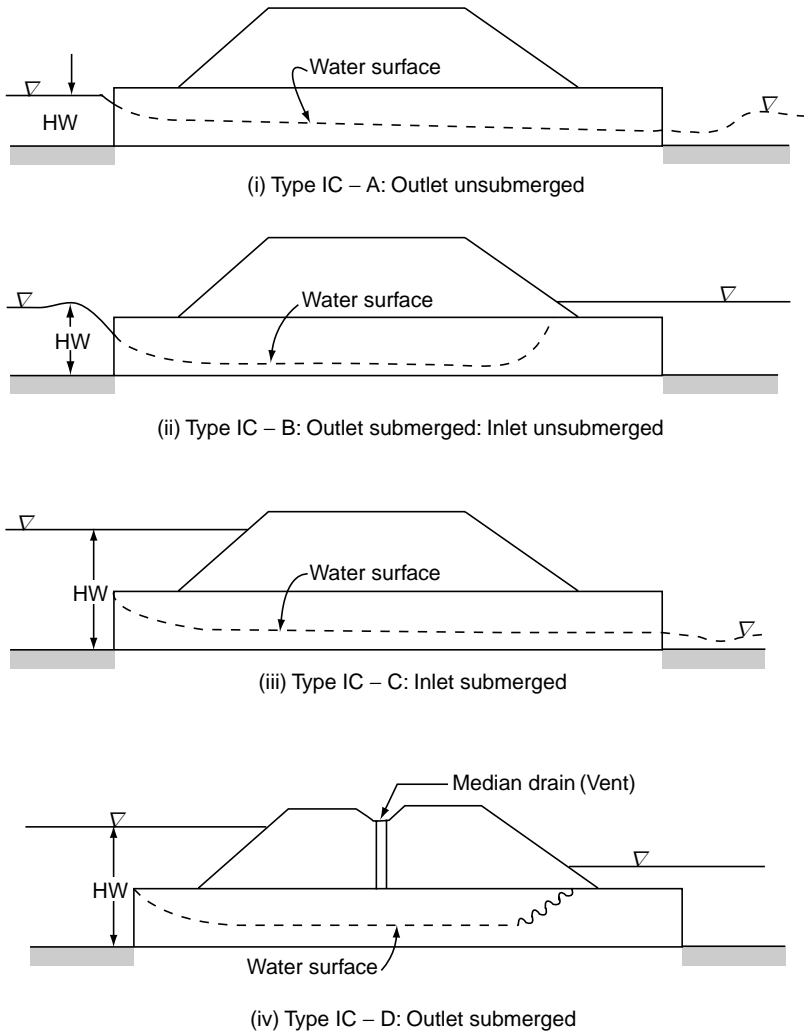 Water surface
HW
(i) Type IC – A: Outlet unsubmerged
Water surface
HW
(ii) Type IC – B: Outlet submerged: Inlet unsubmerged
Water surface
HW
(iii) Type IC – C: Inlet submerged
Median drain (Vent)
HW
Water surface
(iv) Type IC – D: Outlet submerged